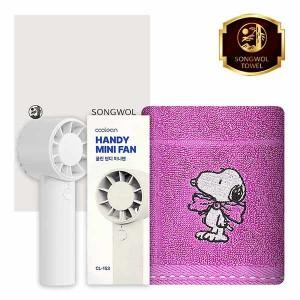 SONGWOL
TOWEL
SONGWOL
coolean
HANDY
MINI FAN
쿨린 핸디 미니팬
CL-153